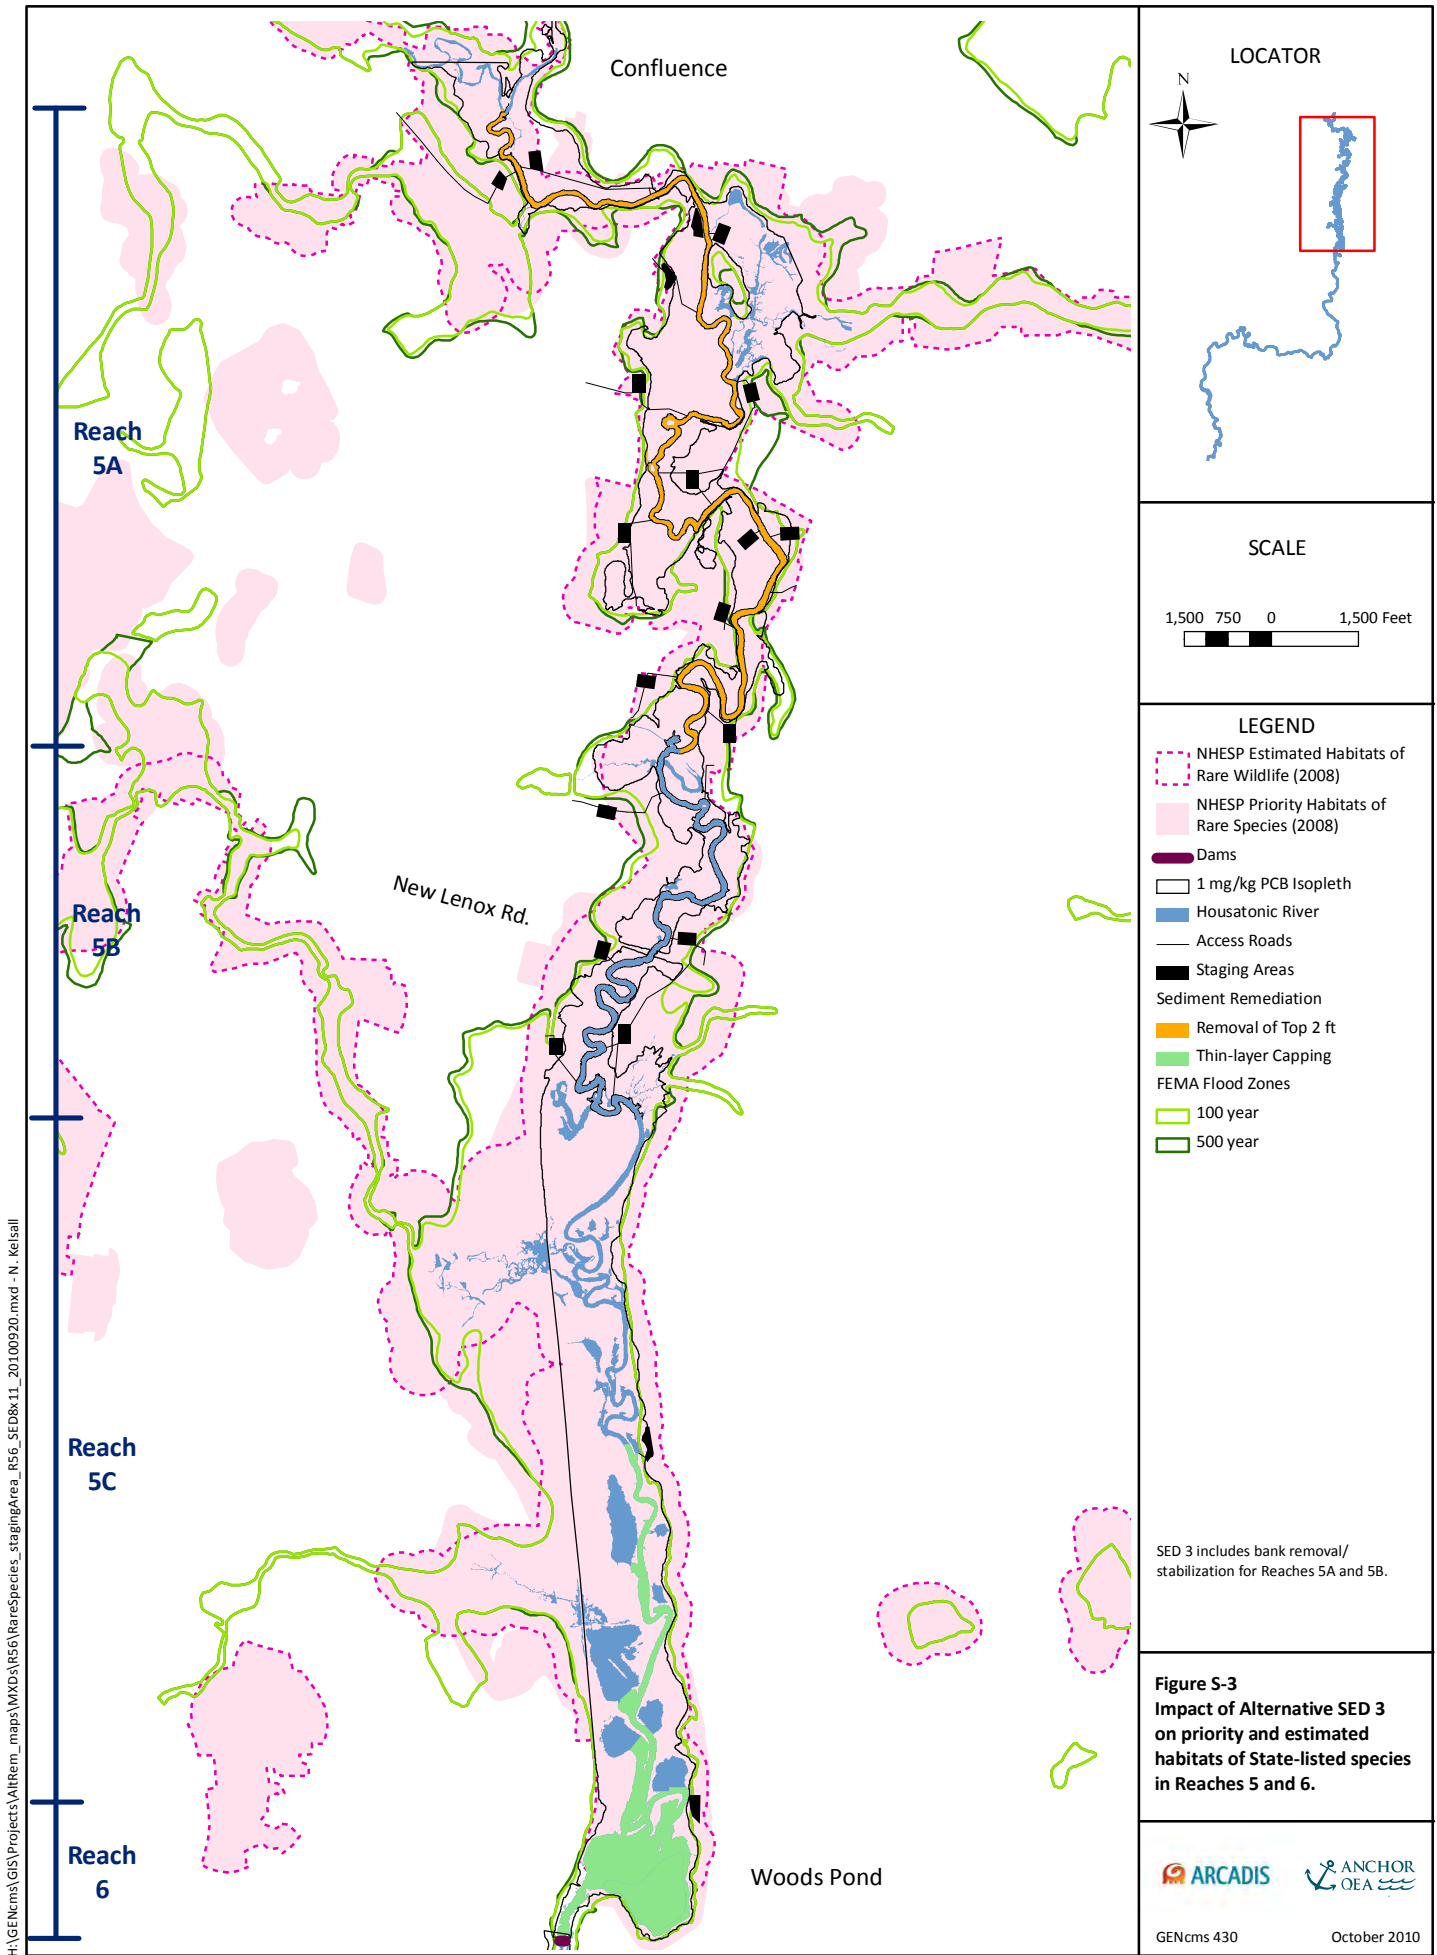 Confluence
Reach
5A
Reach
5B
New Lenox Rd.
Reach
5C
Reach
6
Woods Pond
H:\GENcms\GIS\Projects\AltRem_maps\MXDs\R56\RareSpecies_stagingArea_R56_SED8x11_20100920.mxd - N. Kelsall
LOCATOR
N
SCALE
1,500 750 0 1,500 Feet
LEGEND
NHESP Estimated Habitats of
Rare Wildlife (2008)
NHESP Priority Habitats of
Rare Species (2008)
Dams
1 mg/kg PCB Isopleth
Housatonic River
Access Roads
Staging Areas
Sediment Remediation
Removal of Top 2 ft
Thin-layer Capping
FEMA Flood Zones
100 year
500 year
SED 3 includes bank removal/
stabilization for Reaches 5A and 5B.
Figure S-3
Impact of Alternative SED 3
on priority and estimated
habitats of State-listed species
in Reaches 5 and 6.
ARCADIS
ANCHOR
QEA
GENcms 430 October 2010